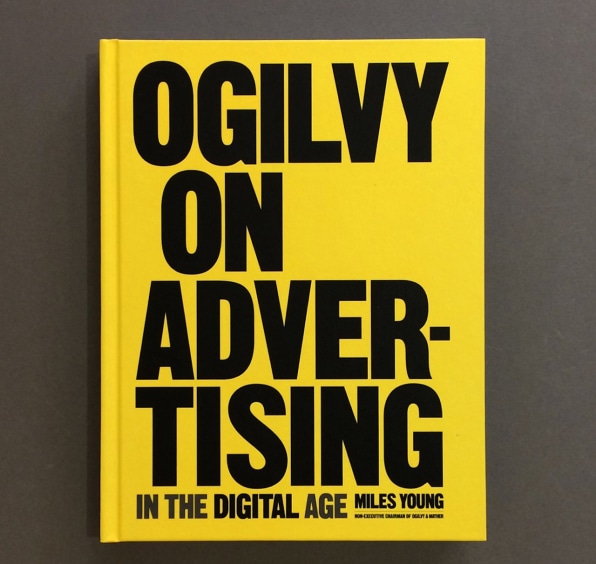 OGILVY
ON
ADVER-
TISING
IN THE DIGITAL AGE MILES YOUNG
NON-EXECUTIVE CHAIRMAN OF OGILVY & MATHER